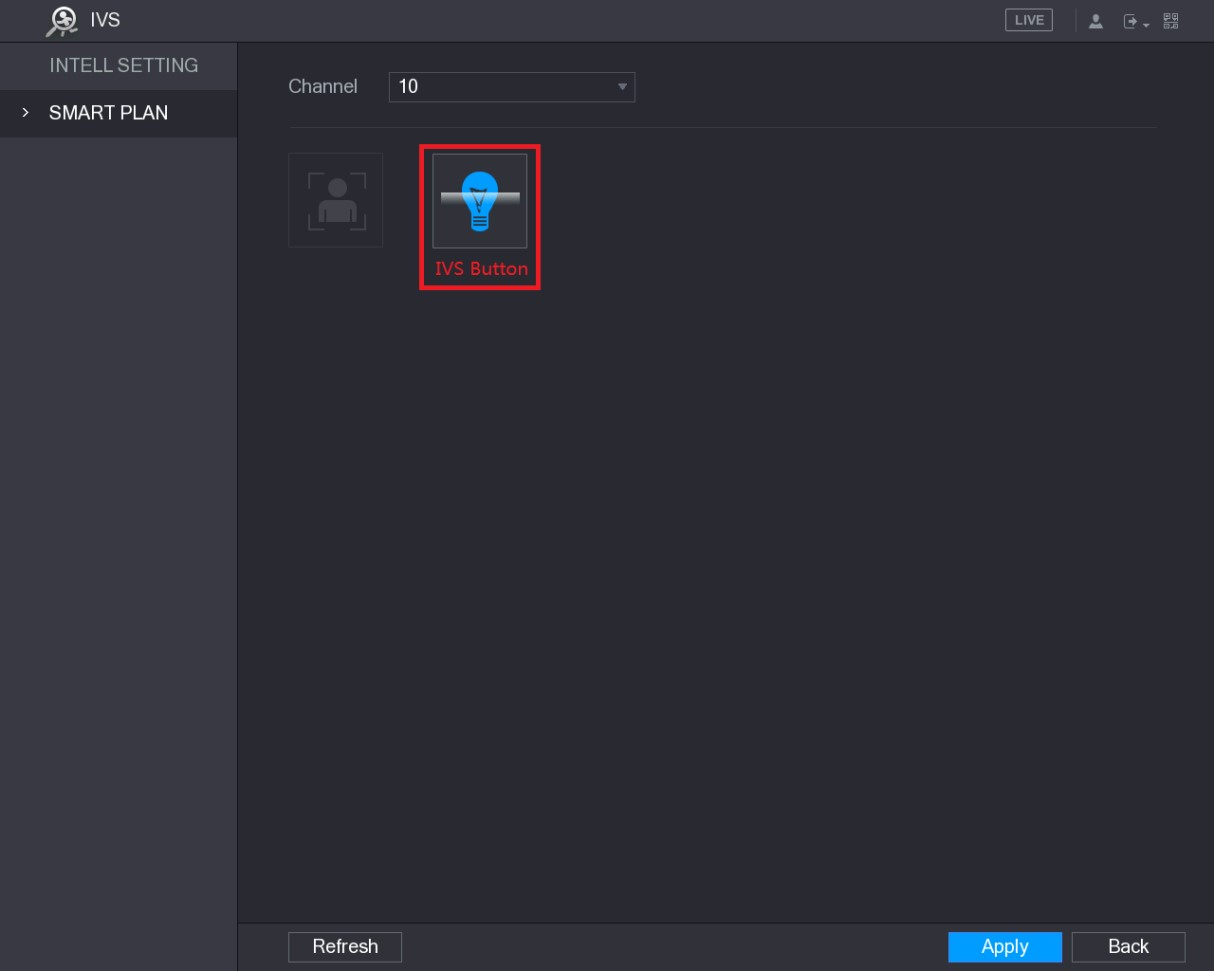 IVS
LIVE
INTELL SETTING
SMART PLAN
Channel 10
IVS Button
Refresh
Apply
Back